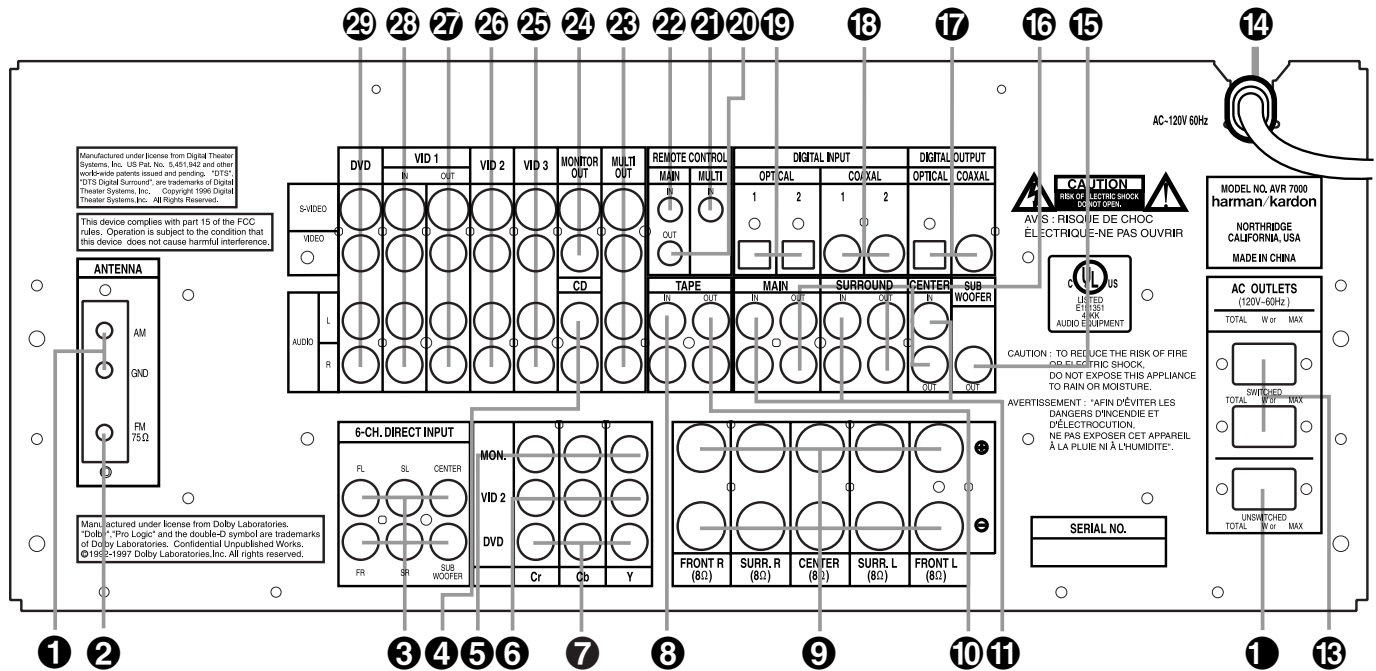 29 28 27 26 25 24 23 22 21 20 19 18 17 16 15 14
AC~120V 60Hz
Manufactured under license from Digital Theater
Systems, Inc. US Pat. No. 5,451,942 and other
world-wide patents issued and pending. "DTS",
"DTS Digital Surround", are trademarks of Digital
Theater Systems, Inc. Copyright 1996 Digital
Theater Systems, Inc. All Rights Reserved.
This device complies with part 15 of the FCC
rules. Operation is subject to the condition that
this device does not cause harmful interference.
ANTENNA
AM
GND
FM
75Ω
Manufactured under license from Dolby Laboratories.
"Dolby","Pro Logic" and the double-D symbol are trademarks
of Dolby Laboratories. Confidential Unpublished Works.
©1992-1997 Dolby Laboratories,Inc. All rights reserved.
DVD VID 1 VID 2 VID 3 MONITOR OUT MULTI OUT
IN OUT
S-VIDEO
VIDEO
AUDIO
L
R
CD
REMOTE CONTROL
MAIN MULTI
IN IN
OUT
DIGITAL INPUT
OPTICAL COAXAL
1 2 1 2
DIGITAL OUTPUT
OPTICAL COAXAL
TAPE MAIN SURROUND CENTER SUB WOOFER
IN OUT IN OUT IN OUT IN
OUT OUT
6-CH. DIRECT INPUT
FL SL CENTER
FR SR SUB WOOFER
MON.
VID 2
DVD
Cr Cb Y
FRONT R SURR. R CENTER SURR. L FRONT L
(8Ω) (8Ω) (8Ω) (8Ω) (8Ω)
CAUTION
RISK OF ELECTRIC SHOCK
DO NOT OPEN.
AVIS : RISQUE DE CHOC
ÉLECTRIQUE-NE PAS OUVRIR
C UL US
LISTED
AUDIO EQUIPMENT
CAUTION : TO REDUCE THE RISK OF FIRE
OR ELECTRIC SHOCK,
DO NOT EXPOSE THIS APPLIANCE
TO RAIN OR MOISTURE.
AVERTISSEMENT : "AFIN D'ÉVITER LES
DANGERS D'INCENDIE ET
D'ÉLECTROCUTION,
NE PAS EXPOSER CET APPAREIL
À LA PLUIE NI À L'HUMIDITE".
SERIAL NO.
MODEL NO. AVR 7000
harman/kardon
NORTHRIDGE
CALIFORNIA, USA
MADE IN CHINA
AC OUTLETS
(120V~60Hz )
TOTAL W or MAX
SWITCHED
TOTAL W or MAX
UNSWITCHED
TOTAL W or MAX
1 2 3 4 5 6 7 8 9 10 11 1 13